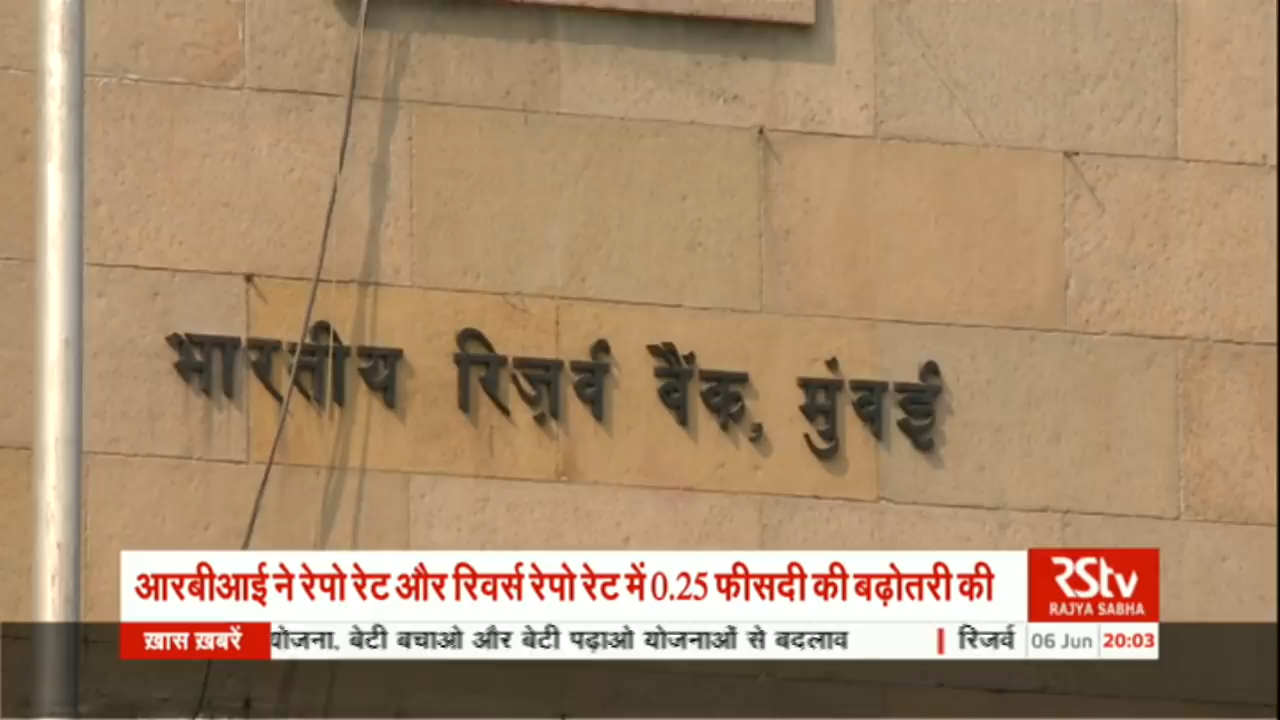 भारतीय रिज़र्व बैंक, मुंबई
आरबीआई ने रेपो रेट और रिवर्स रेपो रेट में 0.25 फीसदी की बढ़ोतरी की
RStv
RAJYA SABHA
ख़ास ख़बरें
योजना, बेटी बचाओ और बेटी पढ़ाओ योजनाओं से बदलाव | रिजर्व
06 Jun
20:03